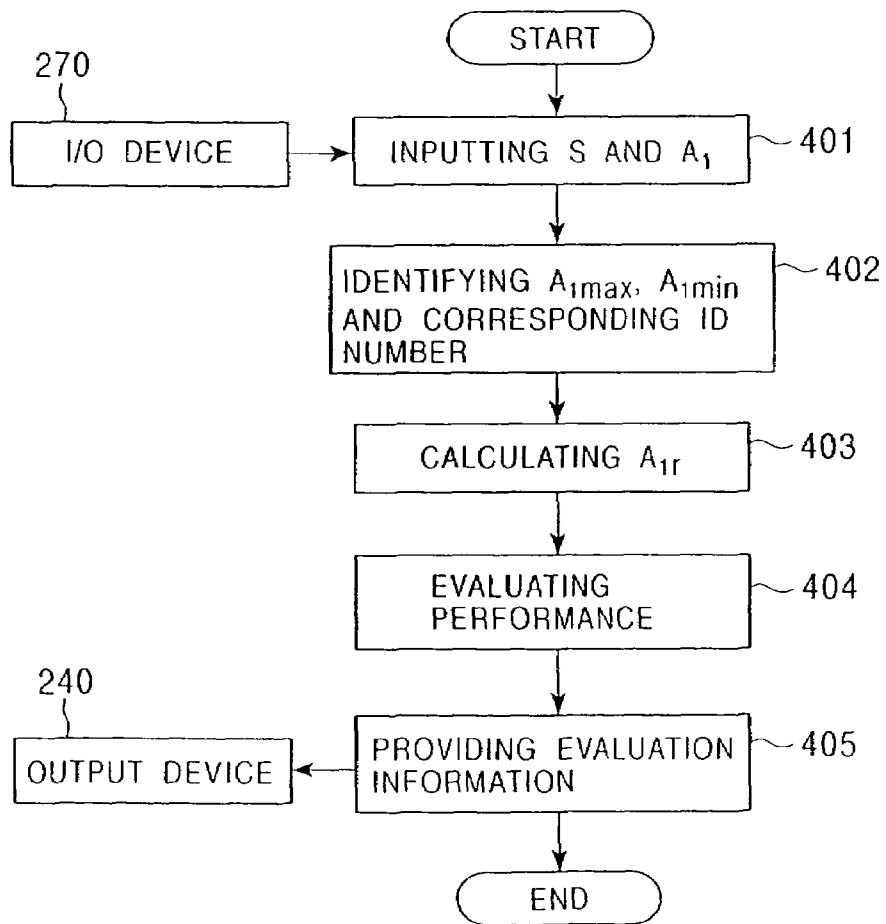 START
270
I/O DEVICE
INPUTTING S AND A1
401
IDENTIFYING A1max, A1min
AND CORRESPONDING ID
NUMBER
402
CALCULATING A1r
403
EVALUATING
PERFORMANCE
404
240
OUTPUT DEVICE
PROVIDING EVALUATION
INFORMATION
405
END